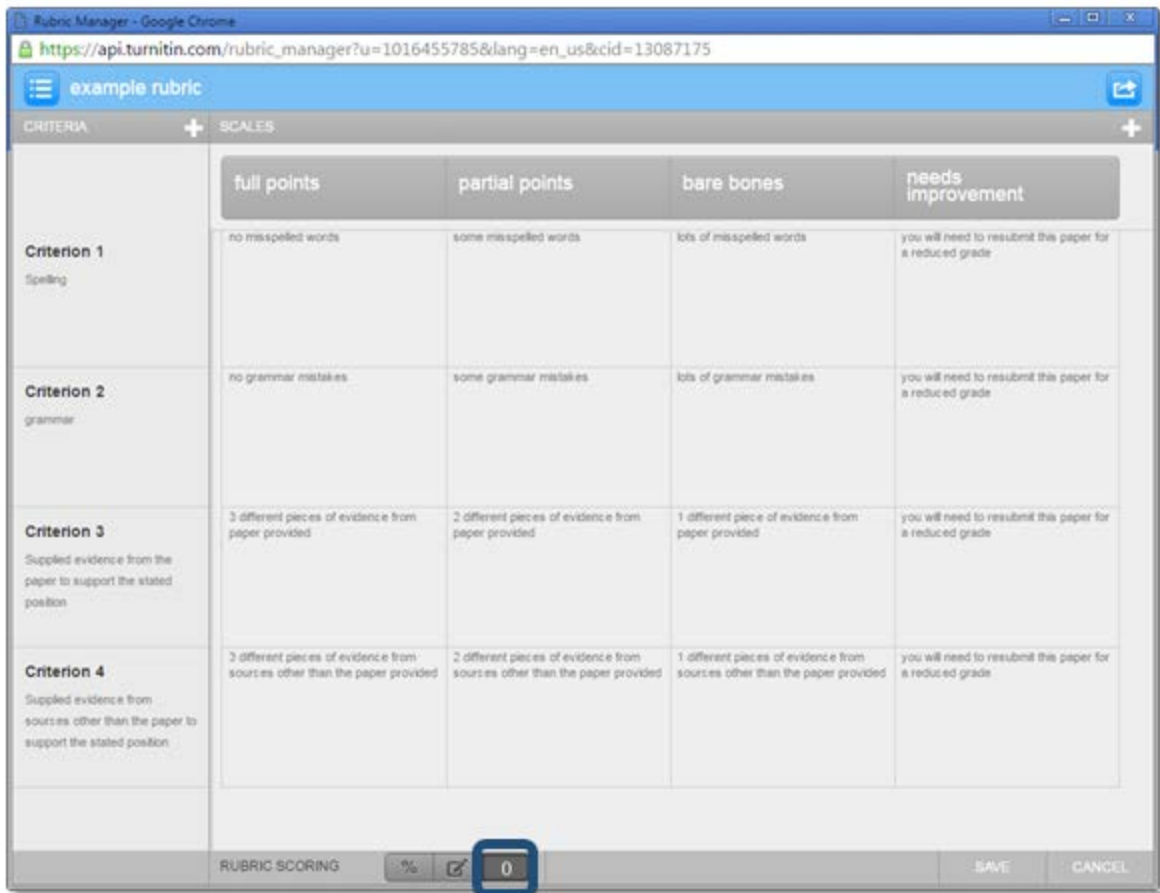 Rubric Manager - Google Chrome
https://api.turnitin.com/rubric_manager?u=1016455785&lang=en_us&cid=13087175
example rubric
CRITERIA
SCALES
full points
partial points
bare bones
needs
improvement
Criterion 1
Spelling
no misspelled words
some misspelled words
lots of misspelled words
you will need to resubmit this paper for
a reduced grade
Criterion 2
grammar
no grammar mistakes
some grammar mistakes
lots of grammar mistakes
you will need to resubmit this paper for
a reduced grade
Criterion 3
Supplied evidence from the
paper to support the stated
position
3 different pieces of evidence from
paper provided
2 different pieces of evidence from
paper provided
1 different piece of evidence from
paper provided
you will need to resubmit this paper for
a reduced grade
Criterion 4
Supplied evidence from
sources other than the paper to
support the stated position
3 different pieces of evidence from
sources other than the paper provided
2 different pieces of evidence from
sources other than the paper provided
1 different pieces of evidence from
sources other than the paper provided
you will need to resubmit this paper for
a reduced grade
RUBRIC SCORING
%
0
SAVE
CANCEL